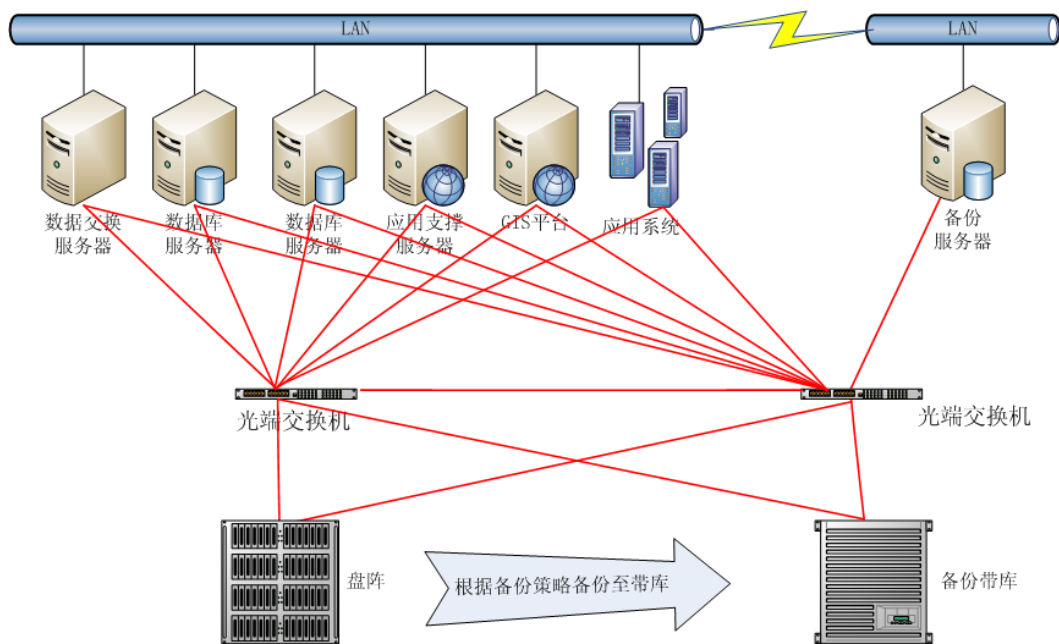 LAN
LAN
数据交换
服务器
数据库
服务器
数据库
服务器
应用支撑
服务器
GIS平台
应用系统
备份
服务器
光端交换机
光端交换机
盘阵
根据备份策略备份至带库
备份带库